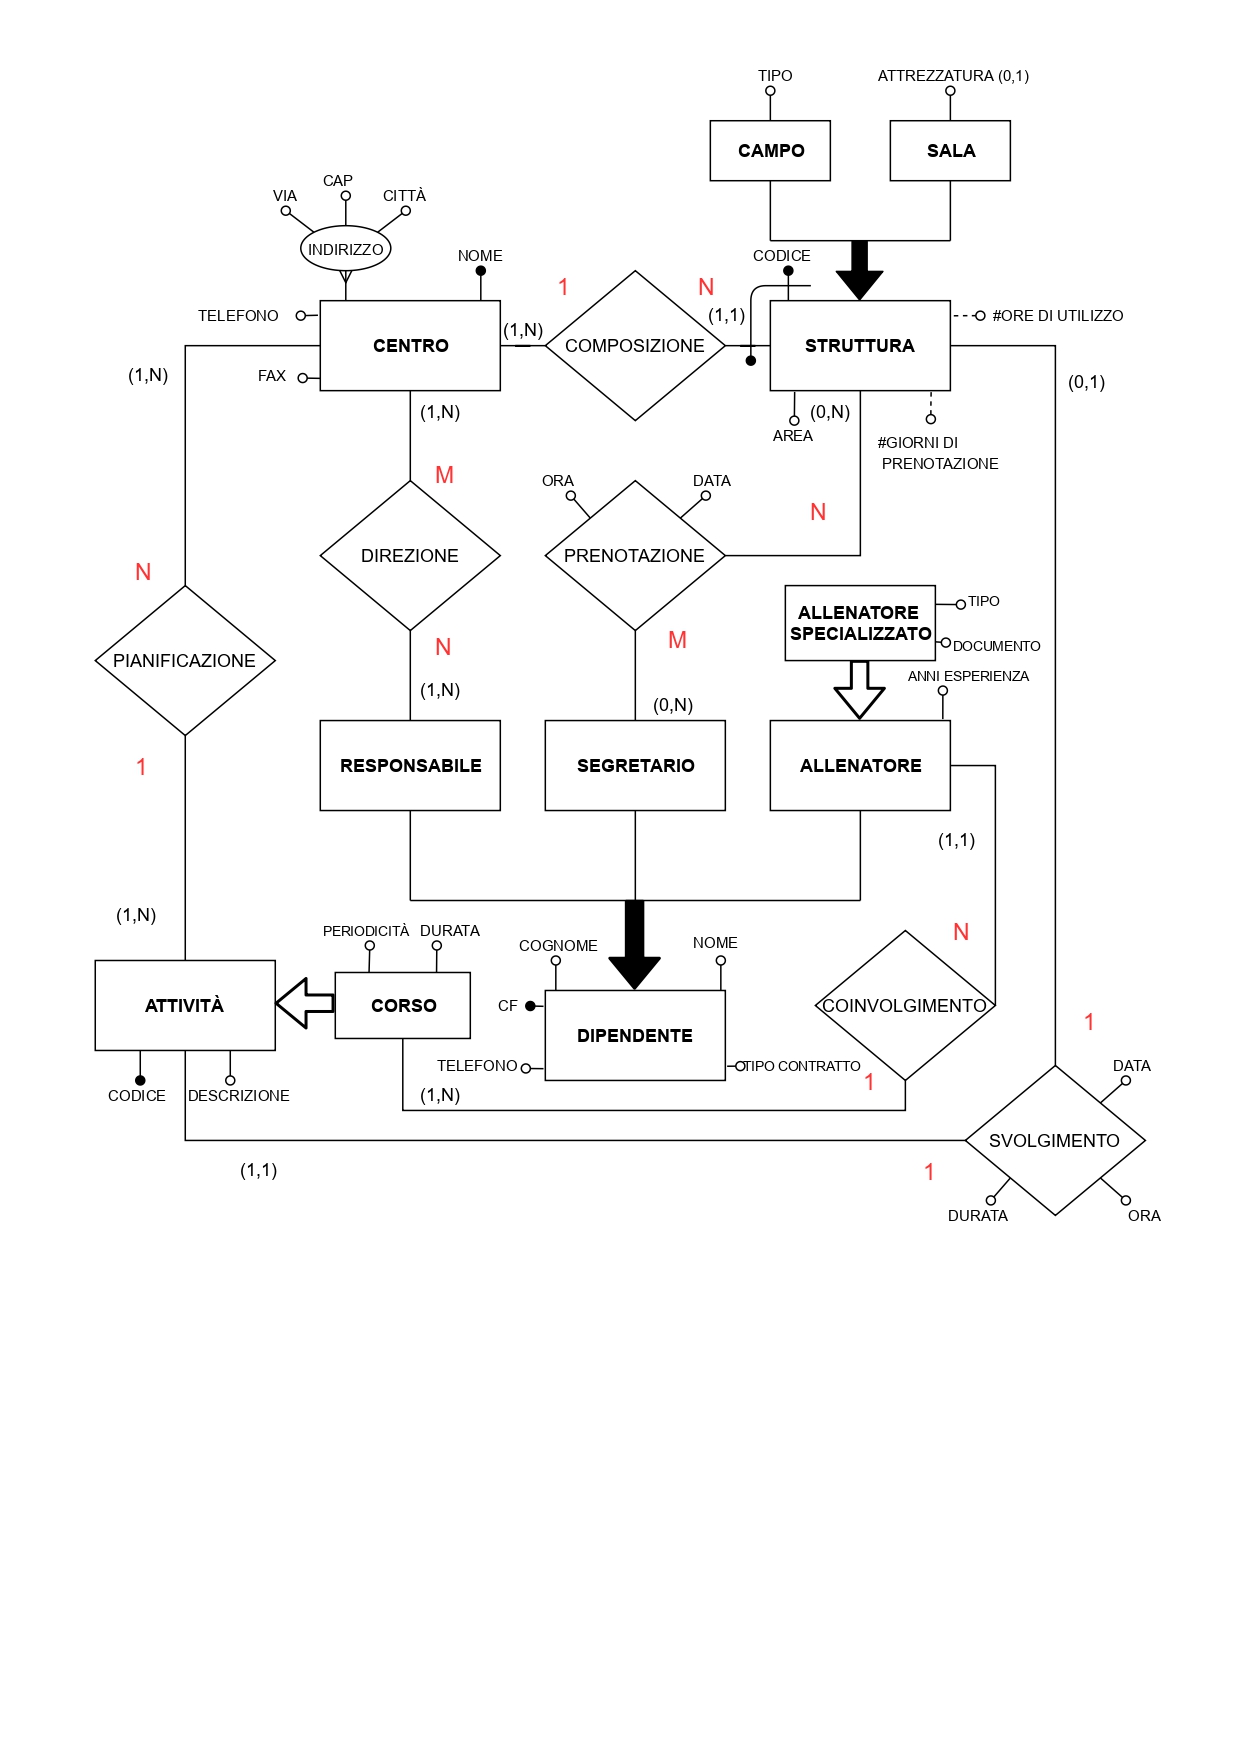 TIPO
ATTREZZATURA (0,1)
CAMPO
SALA
CAP
VIA
CITTÀ
INDIRIZZO
NOME
CODICE
1
N
TELEFONO
(1,N)
(1,1)
#ORE DI UTILIZZO
CENTRO
COMPOSIZIONE
STRUTTURA
(1,N)
FAX
(0,1)
(1,N)
(0,N)
AREA
#GIORNI DI
PRENOTAZIONE
M
ORA
DATA
N
DIREZIONE
PRENOTAZIONE
N
ALLENATORE
SPECIALIZZATO
TIPO
DOCUMENTO
N
M
PIANIFICAZIONE
ANNI ESPERIENZA
(1,N)
(0,N)
1
RESPONSABILE
SEGRETARIO
ALLENATORE
(1,1)
(1,N)
PERIODICITÀ
DURATA
COGNOME
NOME
N
ATTIVITÀ
CORSO
CF
COINVOLGIMENTO
DIPENDENTE
1
TELEFONO
TIPO CONTRATTO
DATA
1
CODICE
DESCRIZIONE
(1,N)
SVOLGIMENTO
(1,1)
1
DURATA
ORA